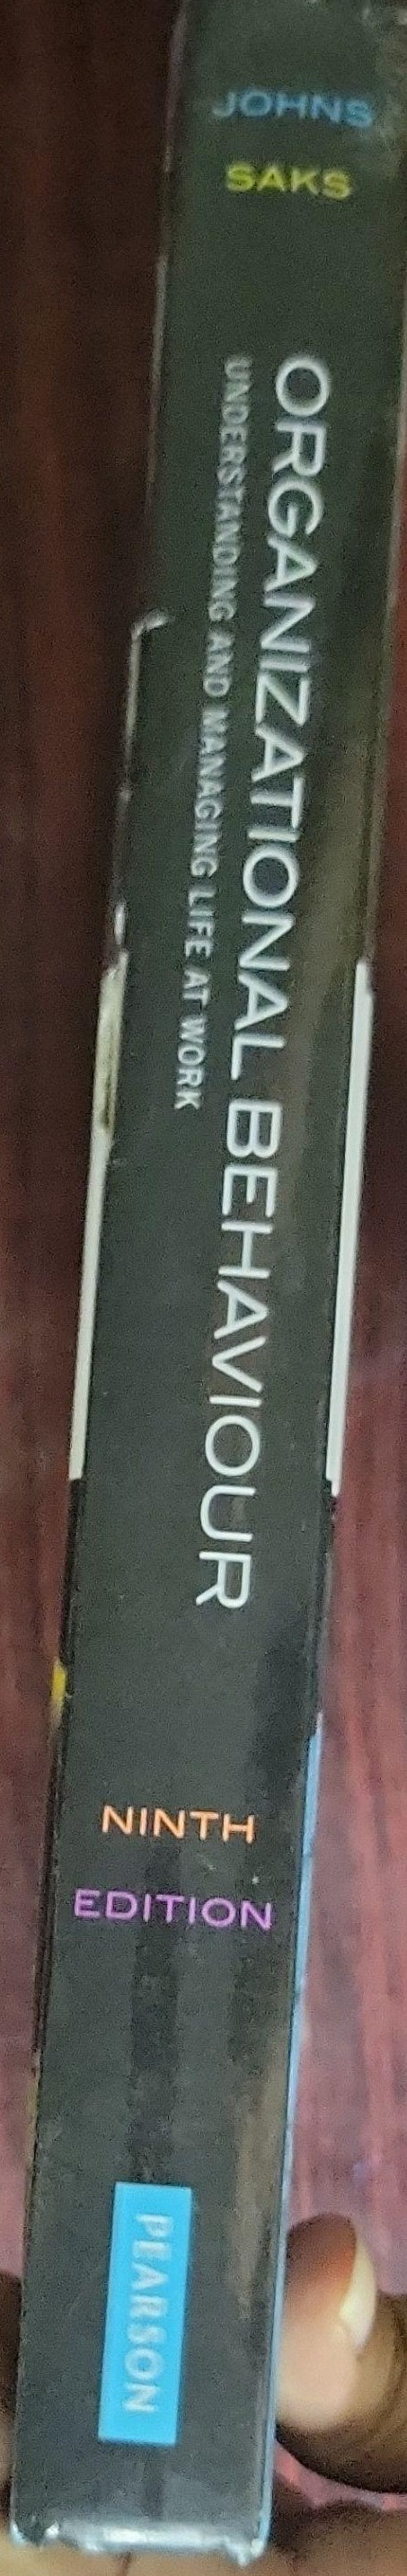 JOHNS
SAKS
ORGANIZATIONAL BEHAVIOUR
UNDERSTANDING AND MANAGING LIFE AT WORK
NINTH
EDITION
PEARSON